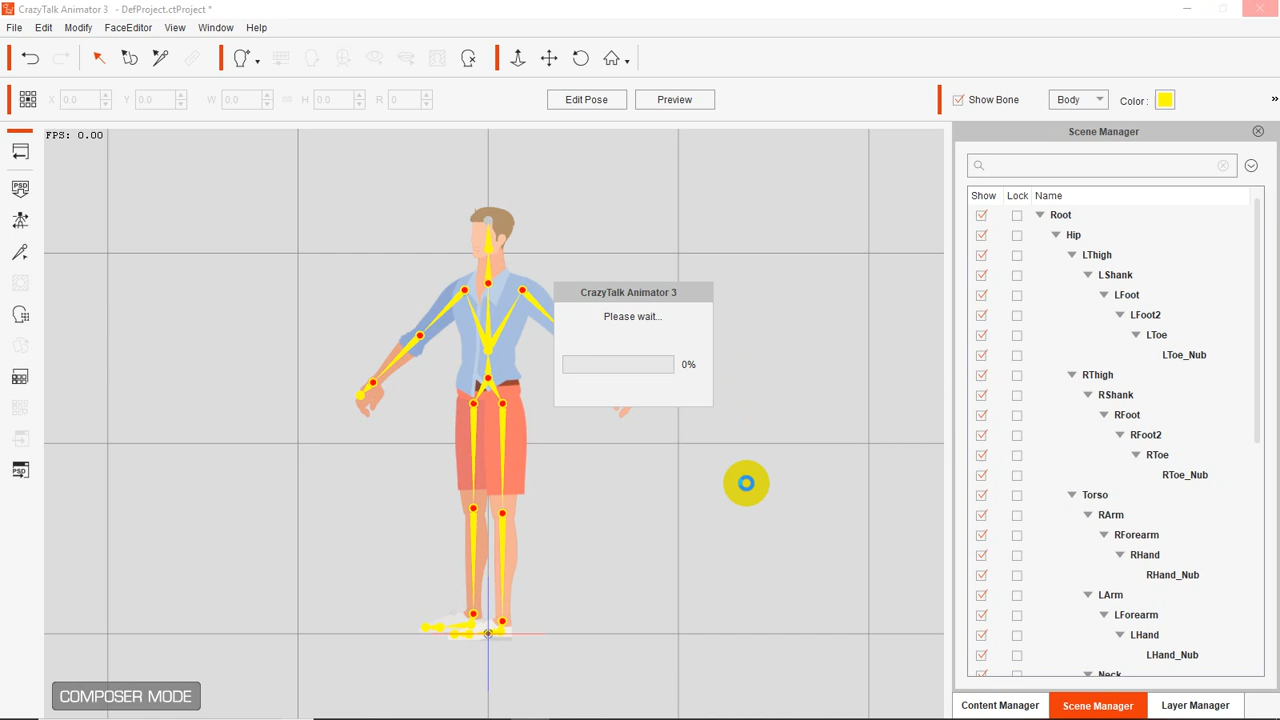 CrazyTalk Animator 3 - DefProject.ctProject *
File Edit Modify FaceEditor View Window Help
X 0.0 Y 0.0 W 0.0 H 0.0 R 0 Edit Pose Preview Show Bone Body Color : »
FPS: 0.00
Scene Manager
Show Lock Name
Root
Hip
LThigh
LShank
LFoot
LFoot2
LToe
LToe_Nub
RThigh
RShank
RFoot
RFoot2
RToe
RToe_Nub
Torso
RArm
RForearm
RHand
RHand_Nub
LArm
LForearm
LHand
LHand_Nub
Neck
CrazyTalk Animator 3
Please wait...
0%
PSD
PSD
COMPOSER MODE
Content Manager Scene Manager Layer Manager